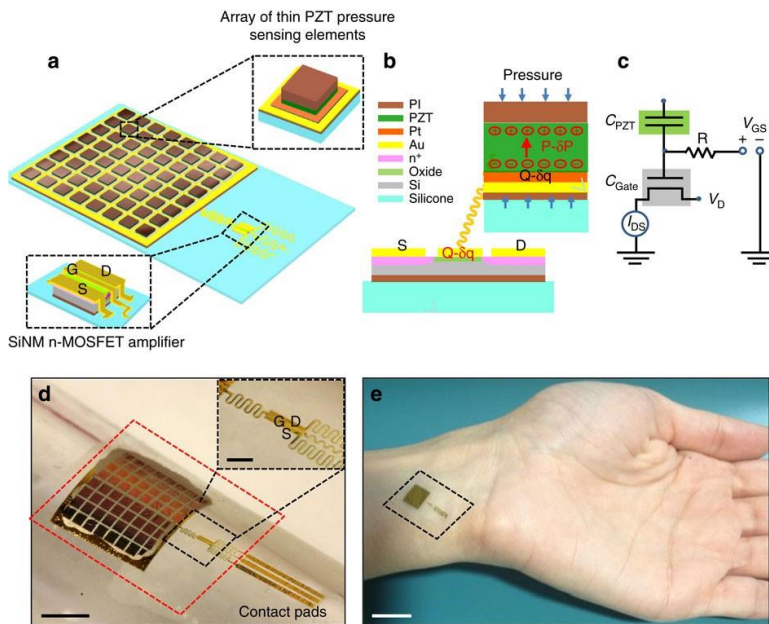 Array of thin PZT pressure
sensing elements
a
G
D
S
SiNM n-MOSFET amplifier
b
Pressure
PI
PZT
Pt
Au
n⁺
Oxide
Si
Silicone
P-δP
Q-δq
S
Q-δq
D
c
C_PZT
R
V_GS
+
−
C_Gate
V_D
I_DS
d
G D
S
Contact pads
e